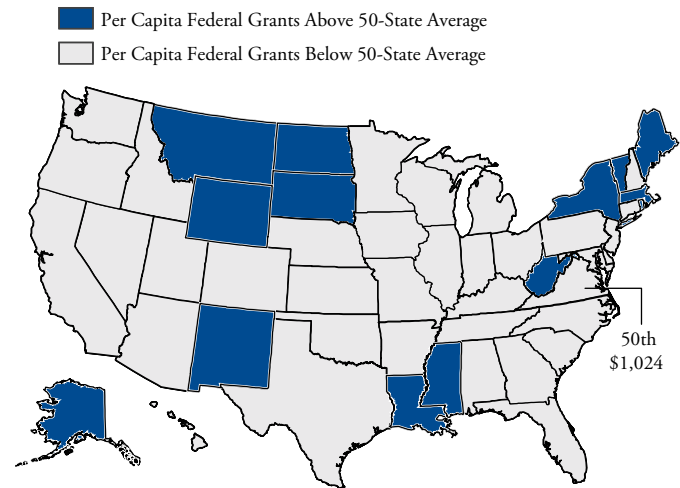 Per Capita Federal Grants Above 50-State Average
Per Capita Federal Grants Below 50-State Average
50th
$1,024